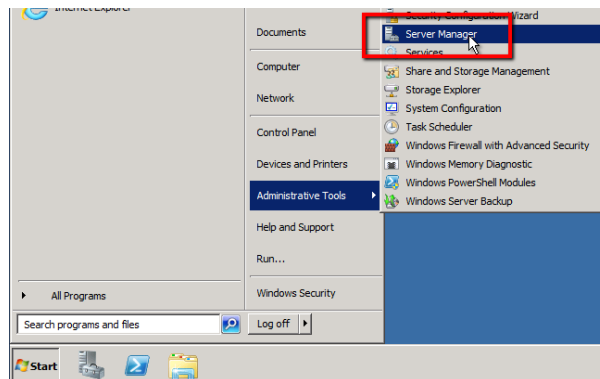 Internet Explorer
Documents
Computer
Network
Control Panel
Devices and Printers
Administrative Tools
Help and Support
Run...
Windows Security
All Programs
Search programs and files
Log off
Start
Security Configuration Wizard
Server Manager
Services
Share and Storage Management
Storage Explorer
System Configuration
Task Scheduler
Windows Firewall with Advanced Security
Windows Memory Diagnostic
Windows PowerShell Modules
Windows Server Backup